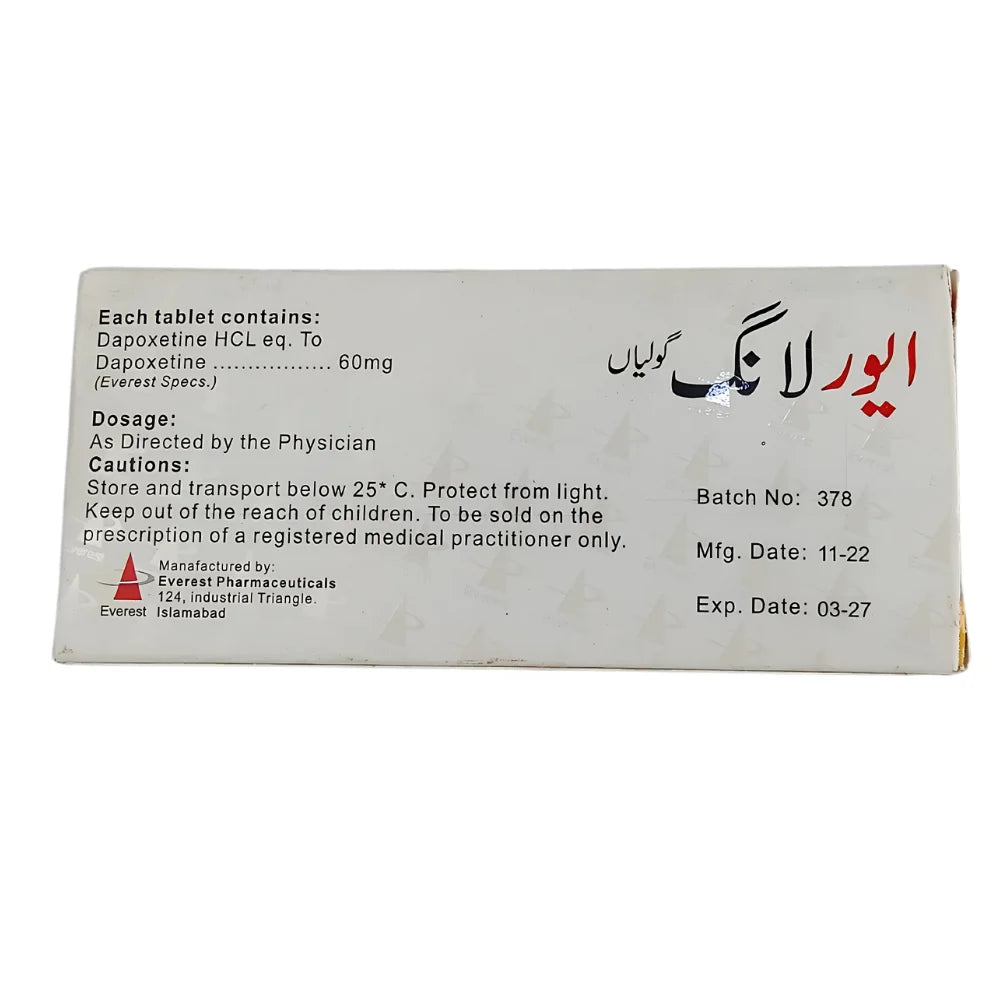 Each tablet contains:
Dapoxetine HCL eq. To
Dapoxetine ................. 60mg
(Everest Specs.)
Dosage:
As Directed by the Physician
Cautions:
Store and transport below 25* C. Protect from light.
Keep out of the reach of children. To be sold on the
prescription of a registered medical practitioner only.
Manufactured by:
Everest Pharmaceuticals
124, industrial Triangle.
Islamabad
Everest
ایور لانگ گولیاں
Batch No: 378
Mfg. Date: 11-22
Exp. Date: 03-27